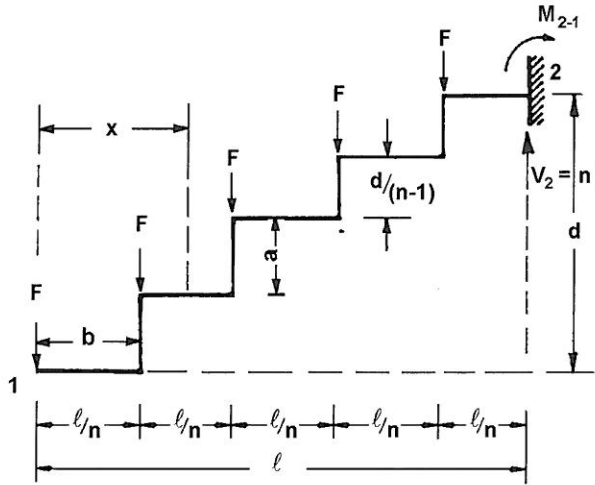 M2-1
F
2
F
x
F
d/(n-1)
V2 = n
F
d
a
F
b
1
ℓ/n ℓ/n ℓ/n ℓ/n ℓ/n
ℓ